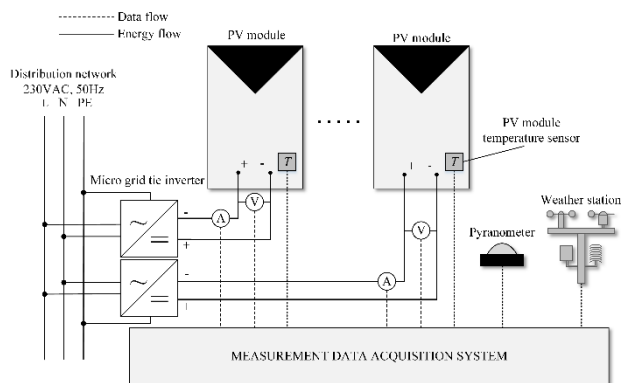 Data flow
Energy flow
PV module
PV module
Distribution network
230VAC, 50Hz
L N PE
PV module
temperature sensor
+ - T
+ - T
Micro grid tie inverter
Weather station
Pyranometer
- A V
+
V
- A
+
MEASUREMENT DATA ACQUISITION SYSTEM